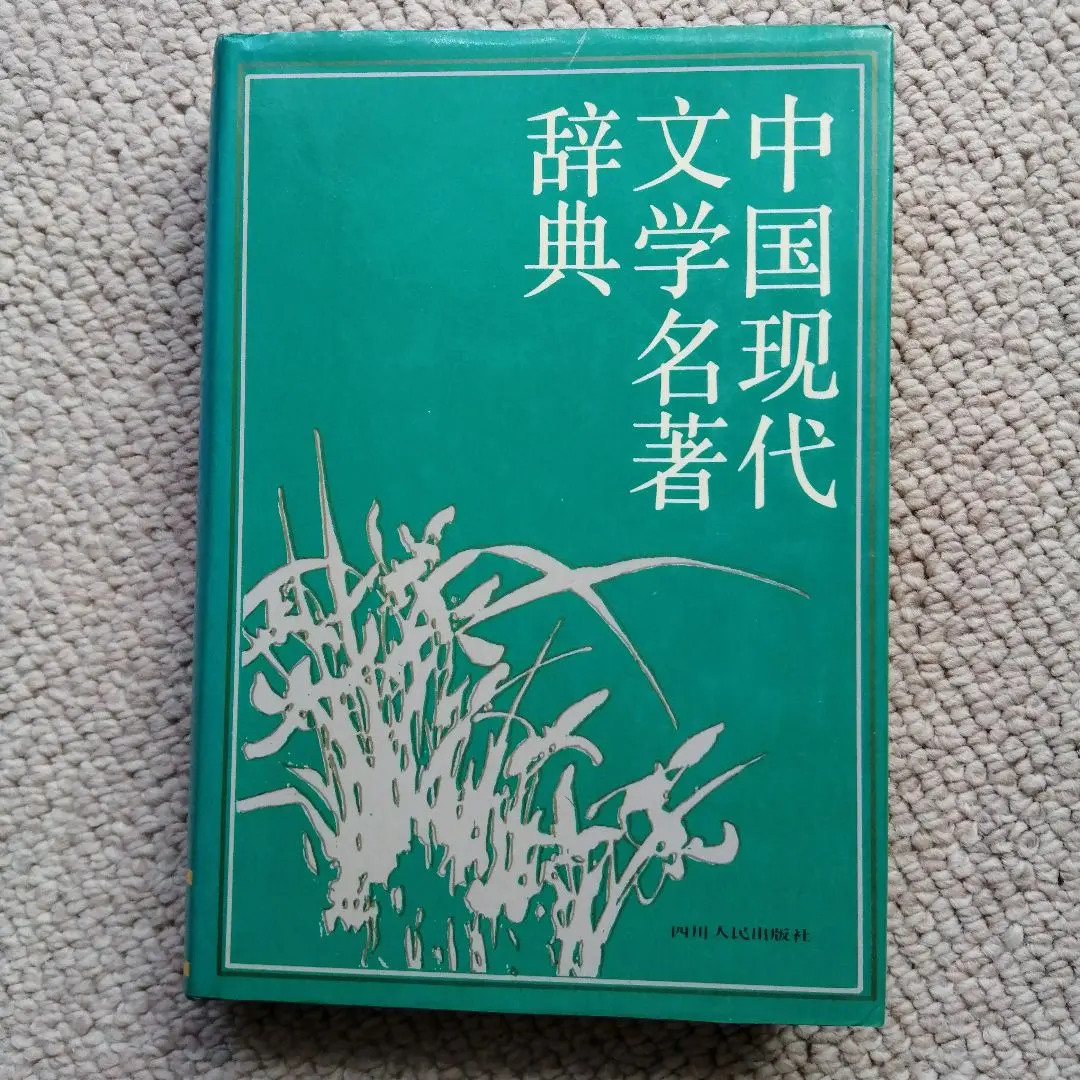 中国现代
文学名著
辞典
四川人民出版社